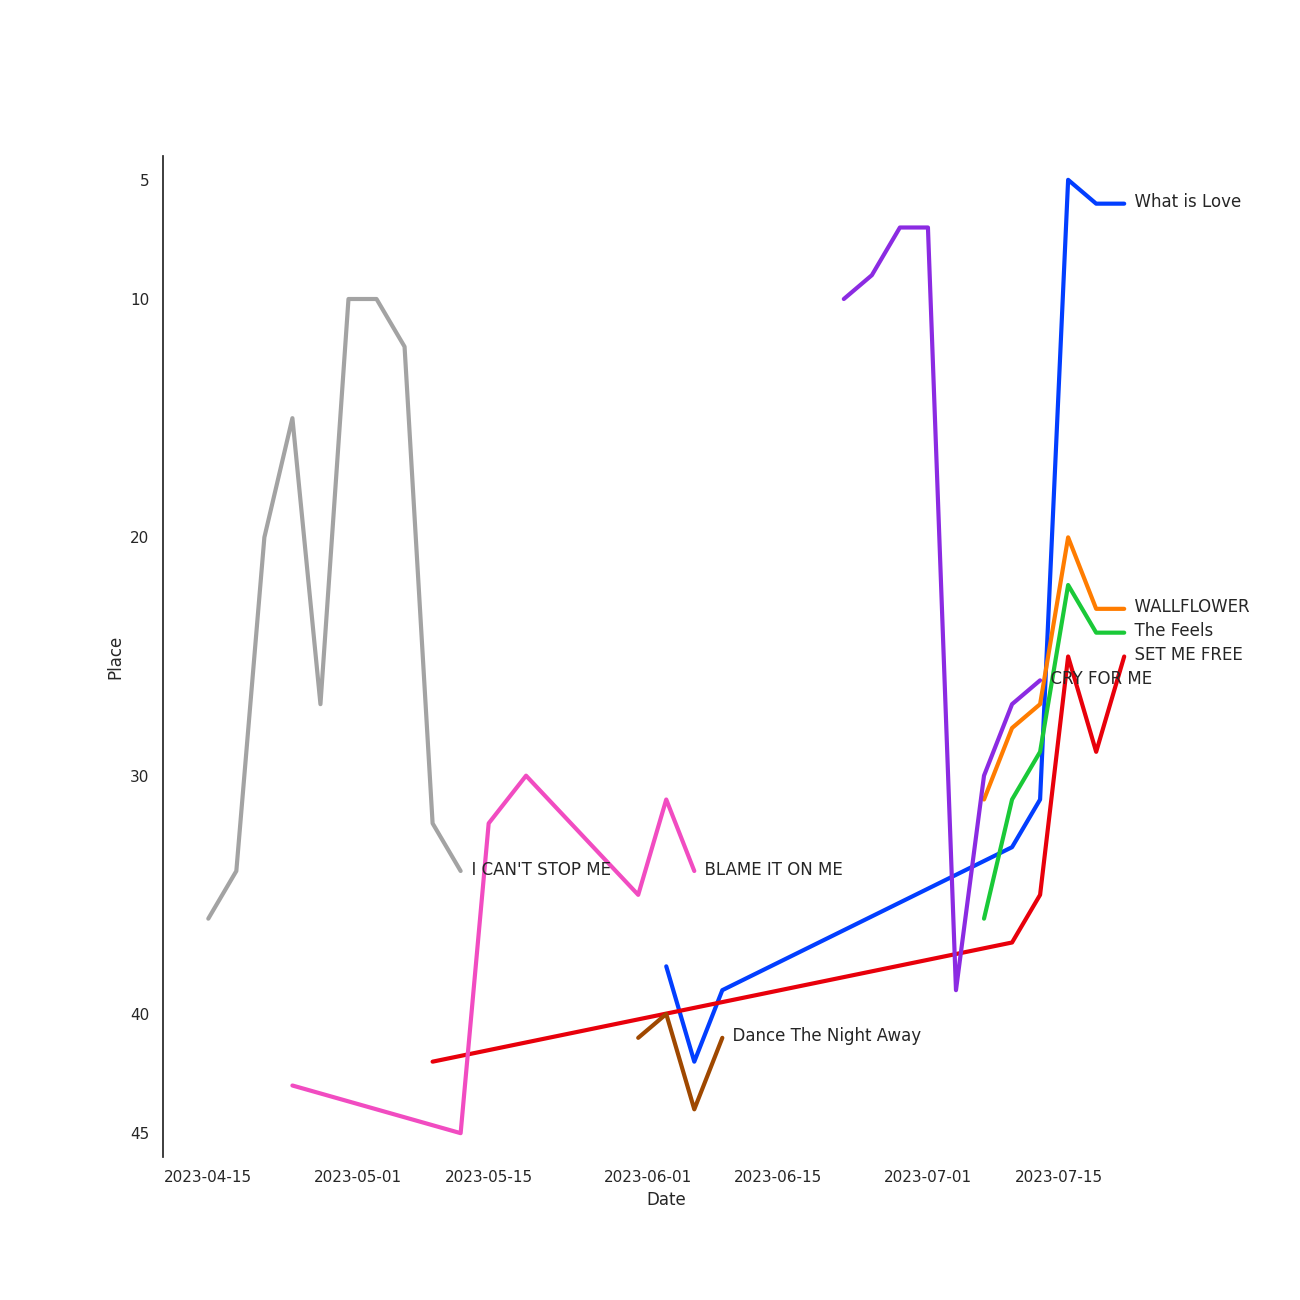 5
10
20
30
40
45
Place
What is Love
WALLFLOWER
The Feels
SET ME FREE
CRY FOR ME
I CAN'T STOP ME
BLAME IT ON ME
Dance The Night Away
2023-04-15
2023-05-01
2023-05-15
2023-06-01
2023-06-15
2023-07-01
2023-07-15
Date